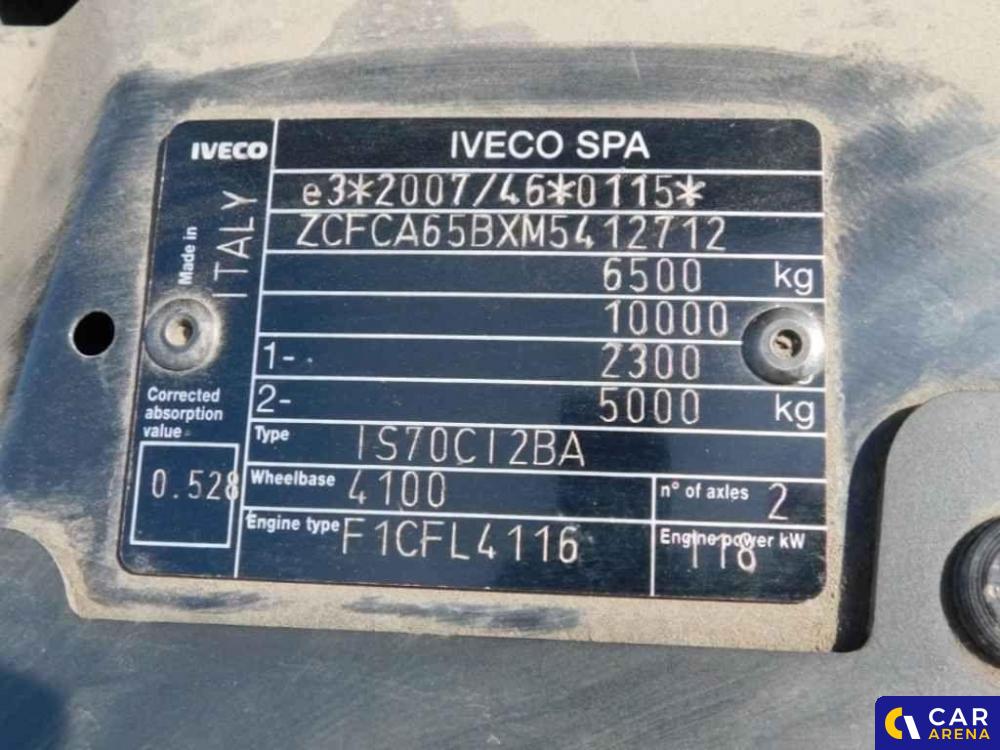 IVECO
IVECO SPA
Made in
ITALY
e3*2007/46*0115*
ZCFCA65BXM5412712
6500 kg
10000
1- 2300
2- 5000 kg
Corrected
absorption
value
0.528
Type IS70CI2BA
Wheelbase 4100
n° of axles 2
Engine type F1CFL4116
Engine power kW
118
CAR
ARENA